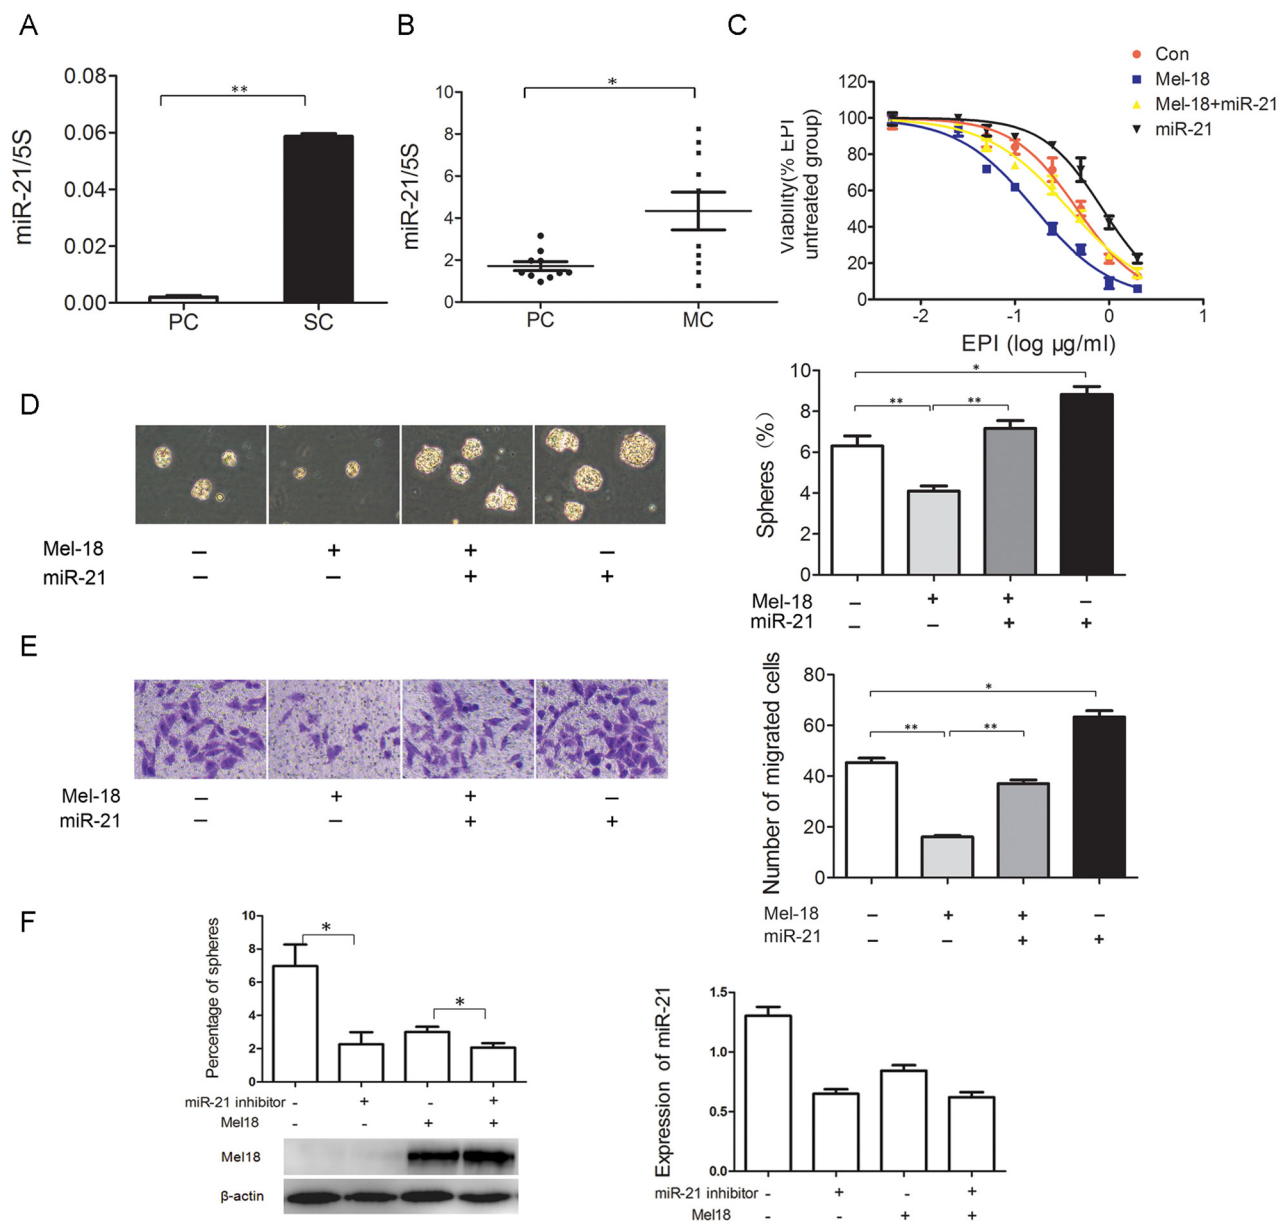 A
miR-21/5S
0.08
0.06
0.04
0.02
0.00
**
PC SC
B
miR-21/5S
10
8
6
4
2
0
*
PC MC
C
Con
Mel-18
Mel-18+miR-21
miR-21
Viability(% EPI
untreated group)
120
100
80
60
40
20
0
-2 -1 0 1
EPI (log µg/ml)
D
Mel-18 – + + –
miR-21 – – + +
Spheres (%)
10
8
6
4
2
0
*
** **
Mel-18 – + + –
miR-21 – – + +
E
Mel-18 – + + –
miR-21 – – + +
Number of migrated cells
80
60
40
20
0
*
** **
Mel-18 – + + –
miR-21 – – + +
F
Percentage of spheres
10
8
6
4
2
0
*
*
miR-21 inhibitor - + - +
Mel18 - - + +
Mel18
β-actin
Expression of miR-21
1.5
1.0
0.5
0.0
miR-21 inhibitor - + - +
Mel18 - - + +